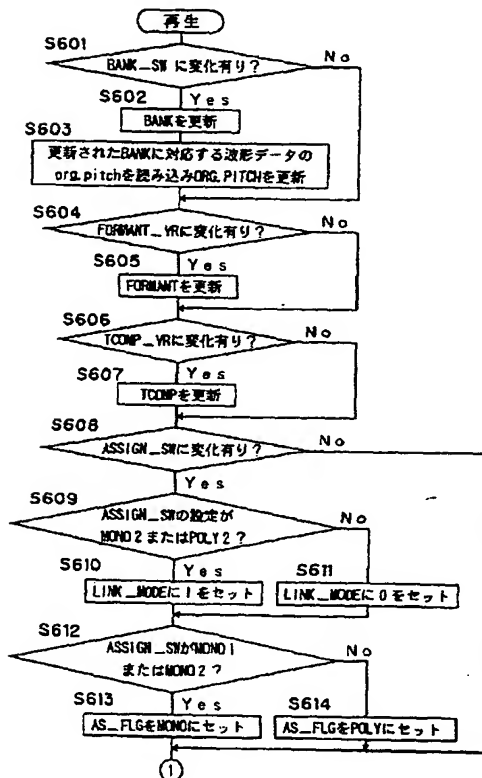 再生
S601
BANK_SW に変化有り?
No
S602
Yes
BANKを更新
S603
更新されたBANKに対応する波形データの
org.pitchを読み込みORG.PITCHを更新
S604
FORMANT_VRに変化有り?
No
S605
Yes
FORMANTを更新
S606
TCOMP_VRに変化有り?
No
S607
Yes
TCOMPを更新
S608
ASSIGN_SWに変化有り?
No
Yes
S609
ASSIGN_SWの設定が
MONO2またはPOLY2?
No
S610
Yes
S611
LINK_MODEに1をセット
LINK_MODEに0をセット
S612
ASSIGN_SWがMONO1
またはMONO2?
No
S613
Yes
S614
AS_FLGをMONOにセット
AS_FLGをPOLYにセット
①